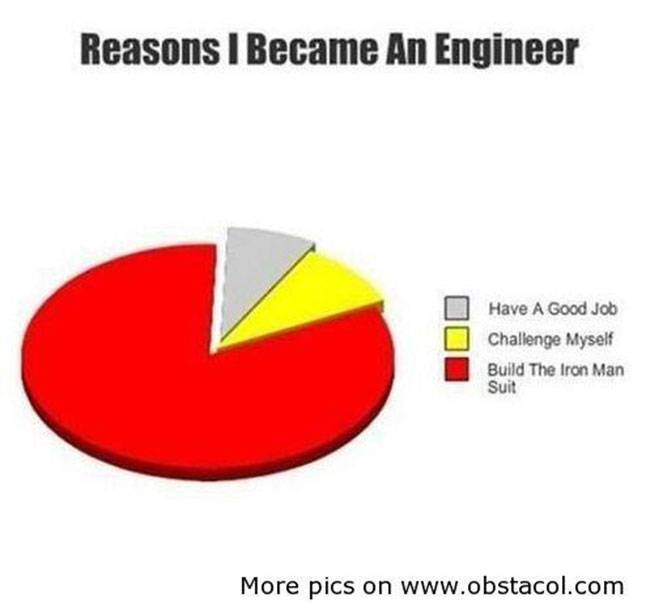 Reasons I Became An Engineer
Have A Good Job
Challenge Myself
Build The Iron Man
Suit
More pics on www.obstacol.com